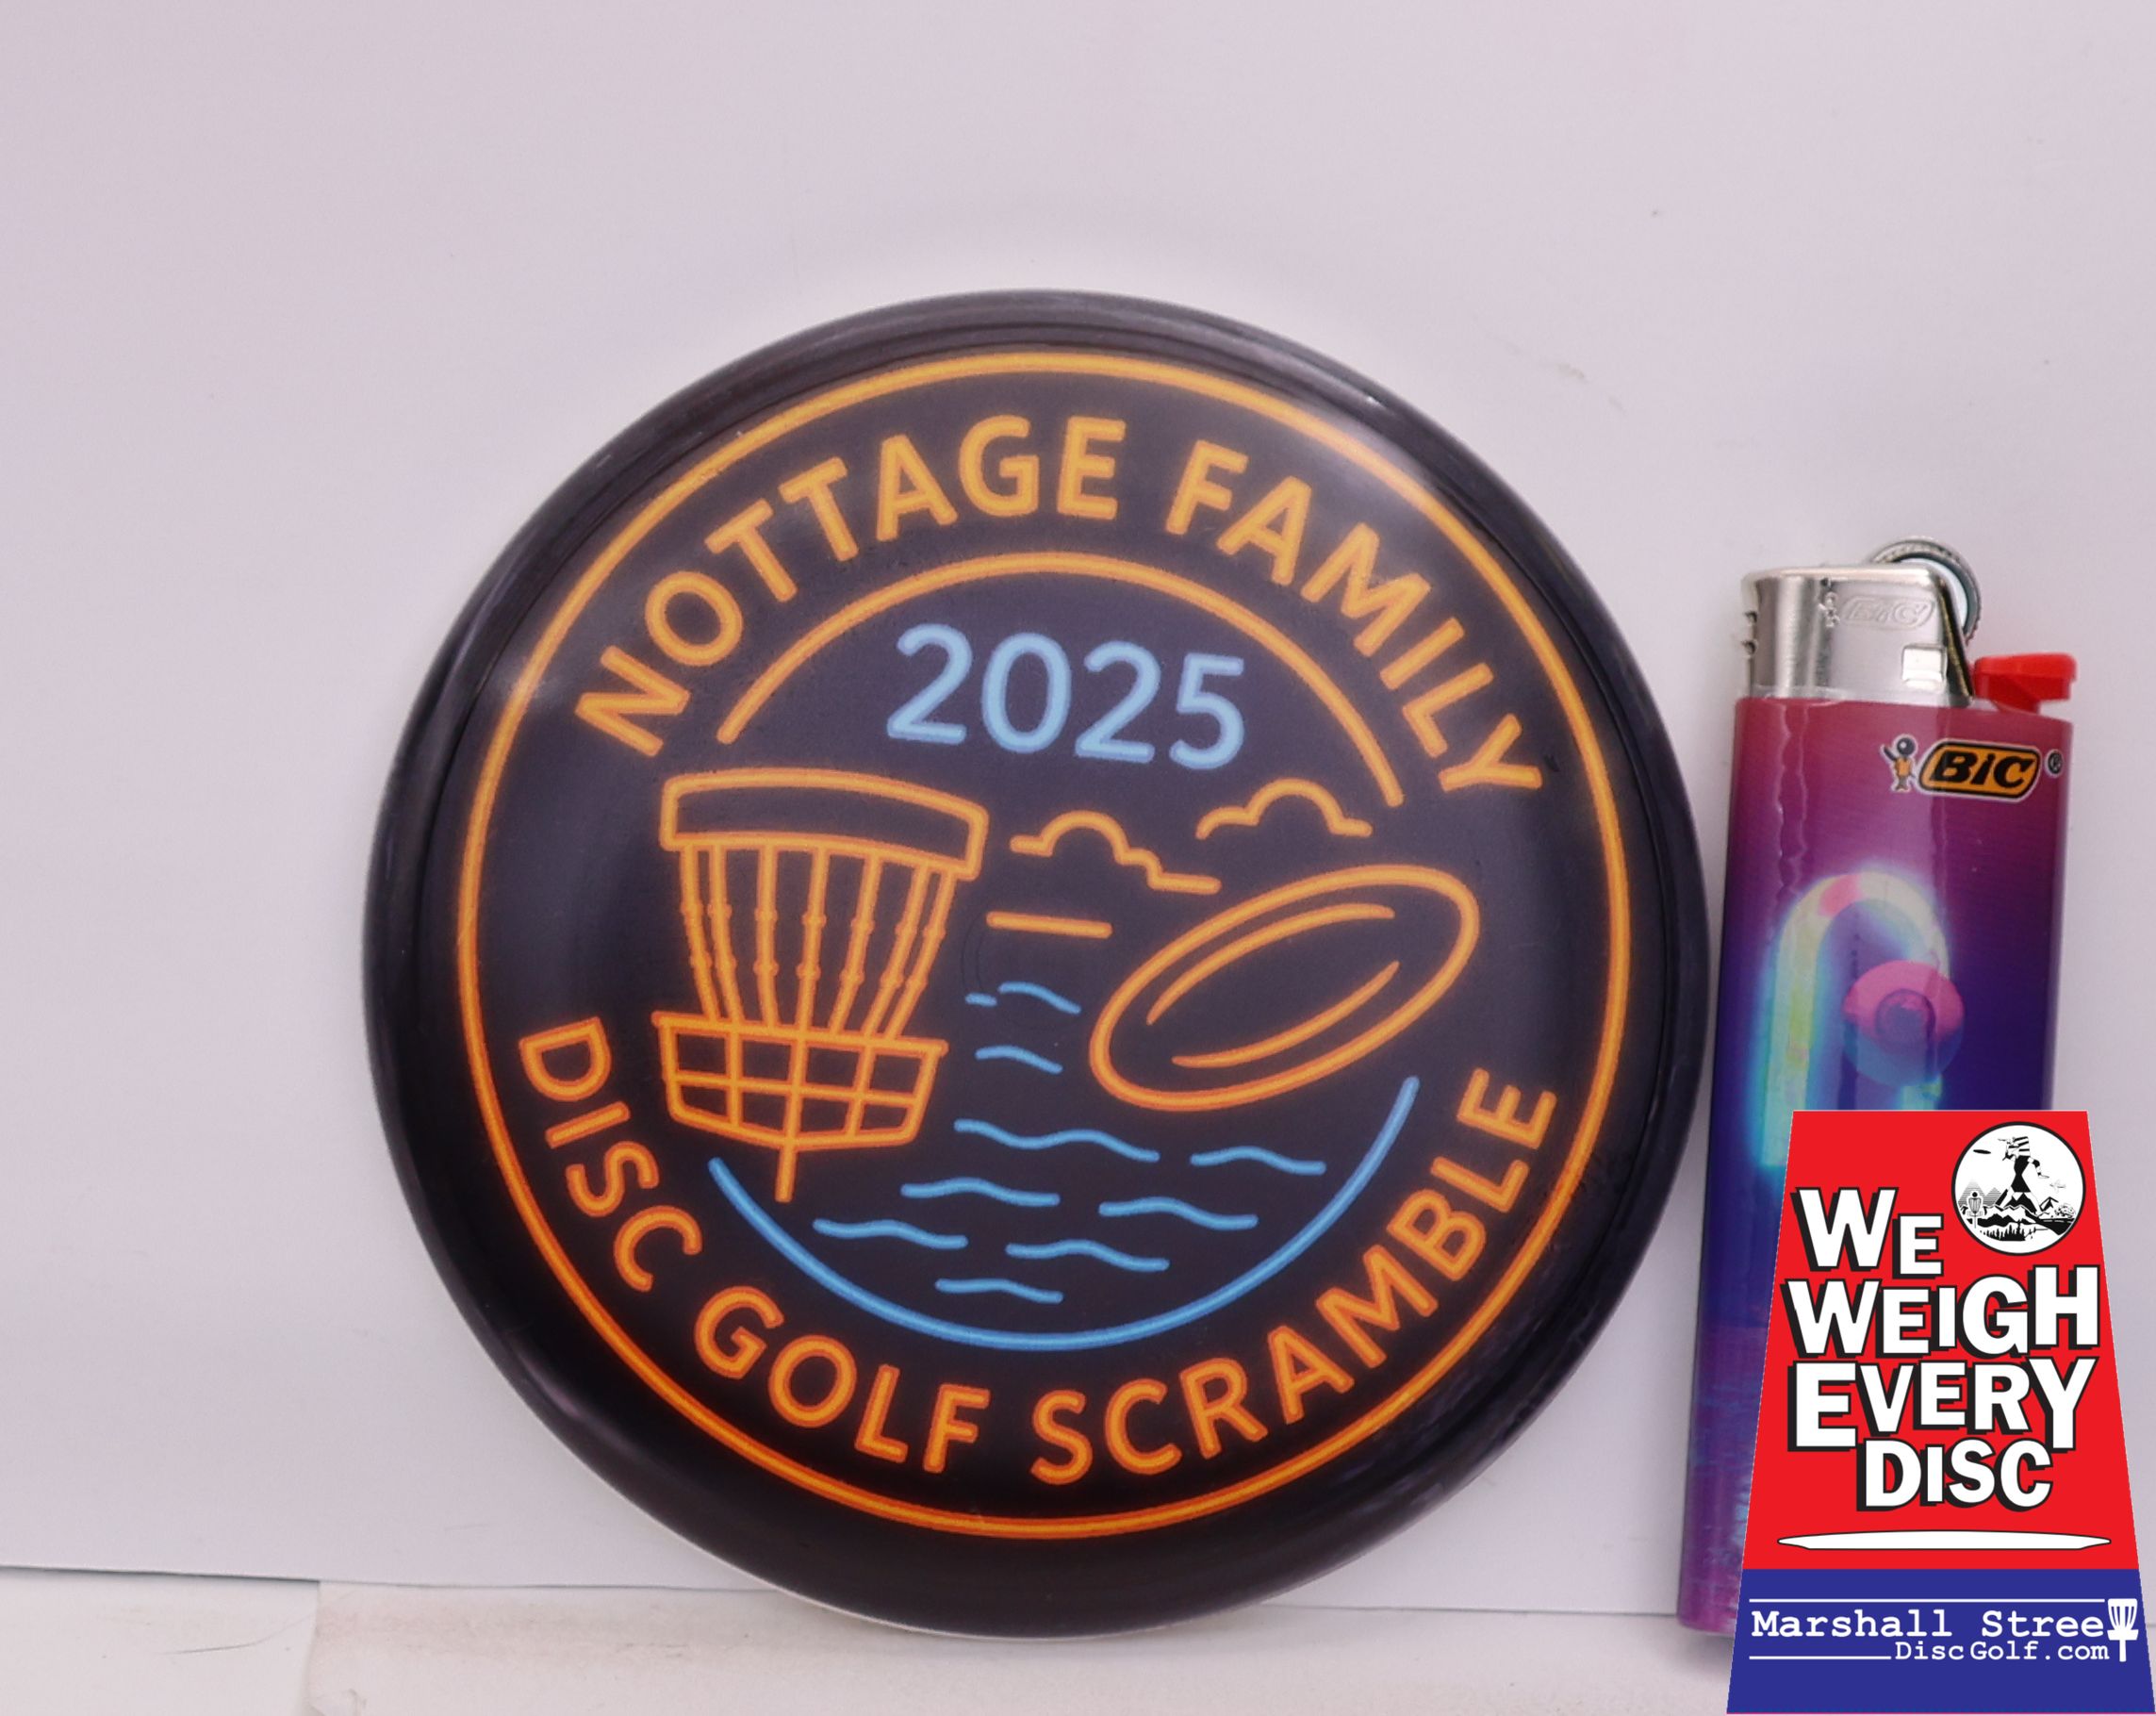 NOTTAGE FAMILY
2025
DISC GOLF SCRAMBLE
BIC
BIC®
WE
WEIGH
EVERY
DISC
Marshall Stree
DiscGolf.com